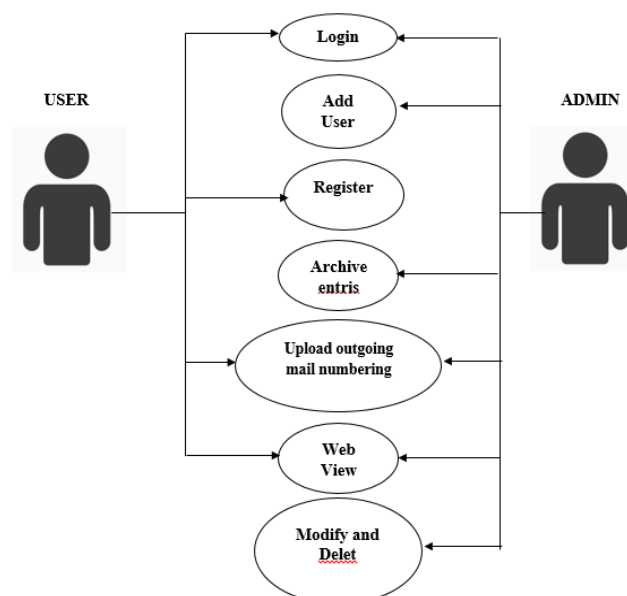 Login
USER
Add
User
ADMIN
Register
Archive
entris
Upload outgoing
mail numbering
Web
View
Modify and
Delet